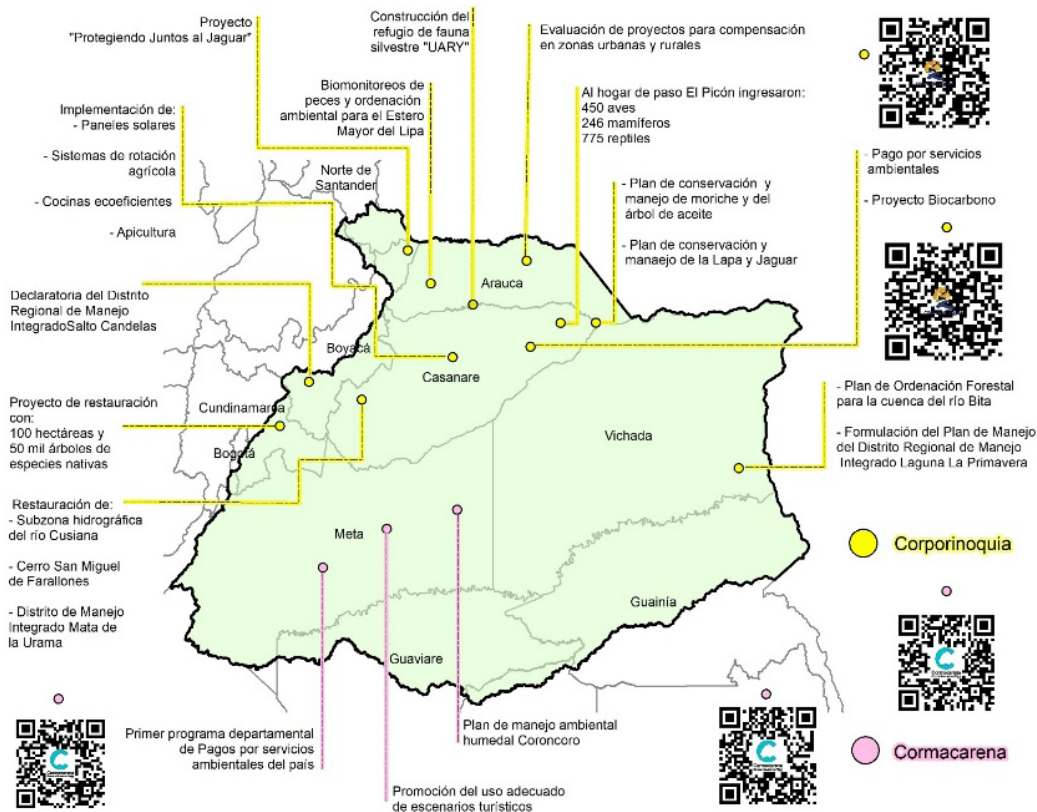 Proyecto
"Protegiendo Juntos al Jaguar"
Construcción del
refugio de fauna
silvestre "UARY"
Evaluación de proyectos para compensación
en zonas urbanas y rurales
Biomonitoreos de
peces y ordenación
ambiental para el Estero
Mayor del Lipa
Al hogar de paso El Picón ingresaron:
450 aves
246 mamíferos
775 reptiles
Implementación de:
- Paneles solares
- Sistemas de rotación
agrícola
- Cocinas ecoeficientes
- Apicultura
- Pago por servicios
ambientales
- Proyecto Biocarbono
- Plan de conservación y
manejo de moriche y del
árbol de aceite
- Plan de conservación y
manaejo de la Lapa y Jaguar
Norte de
Santander
Arauca
Declaratoria del Distrito
Regional de Manejo
IntegradoSalto Candelas
Boyacá
Casanare
Cundinamarca
Bogotá
Vichada
Proyecto de restauración
con:
100 hectáreas y
50 mil árboles de
especies nativas
- Plan de Ordenación Forestal
para la cuenca del río Bita
- Formulación del Plan de Manejo
del Distrito Regional de Manejo
Integrado Laguna La Primavera
Restauración de:
- Subzona hidrográfica
del río Cusiana
- Cerro San Miguel
de Farallones
- Distrito de Manejo
Integrado Mata de
la Urama
Meta
Guainía
Guaviare
Corporinoquia
Primer programa departamental
de Pagos por servicios
ambientales del país
Promoción del uso adecuado
de escenarios turísticos
Plan de manejo ambiental
humedal Coroncoro
Cormacarena